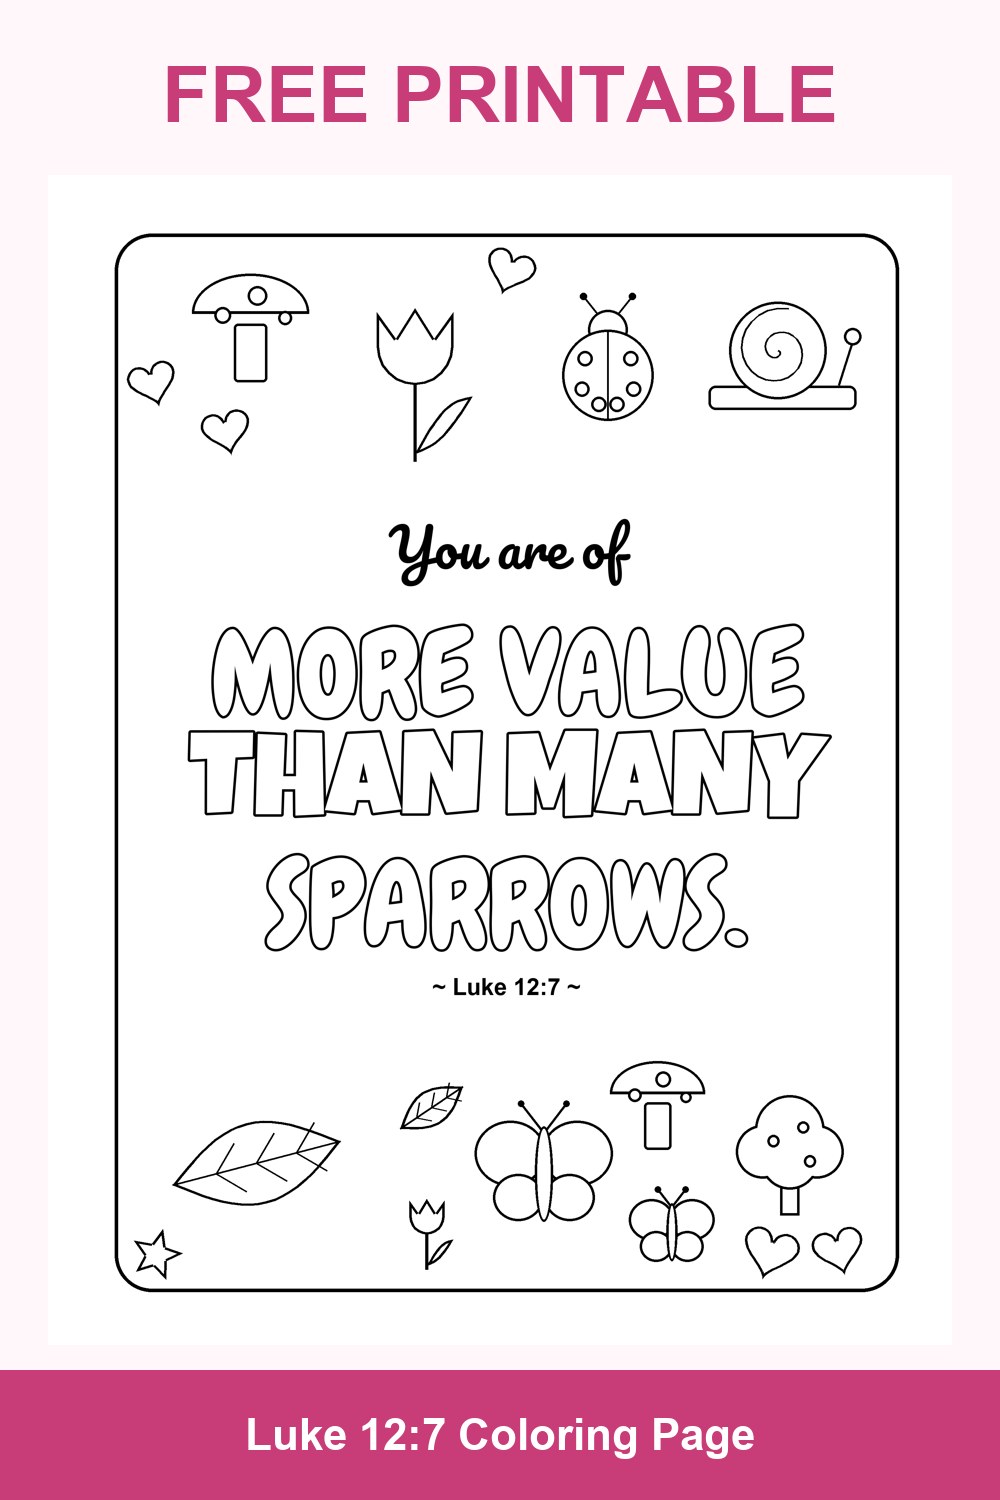 FREE PRINTABLE
You are of
MORE VALUE
THAN MANY
SPARROWS.
~ Luke 12:7 ~
Luke 12:7 Coloring Page